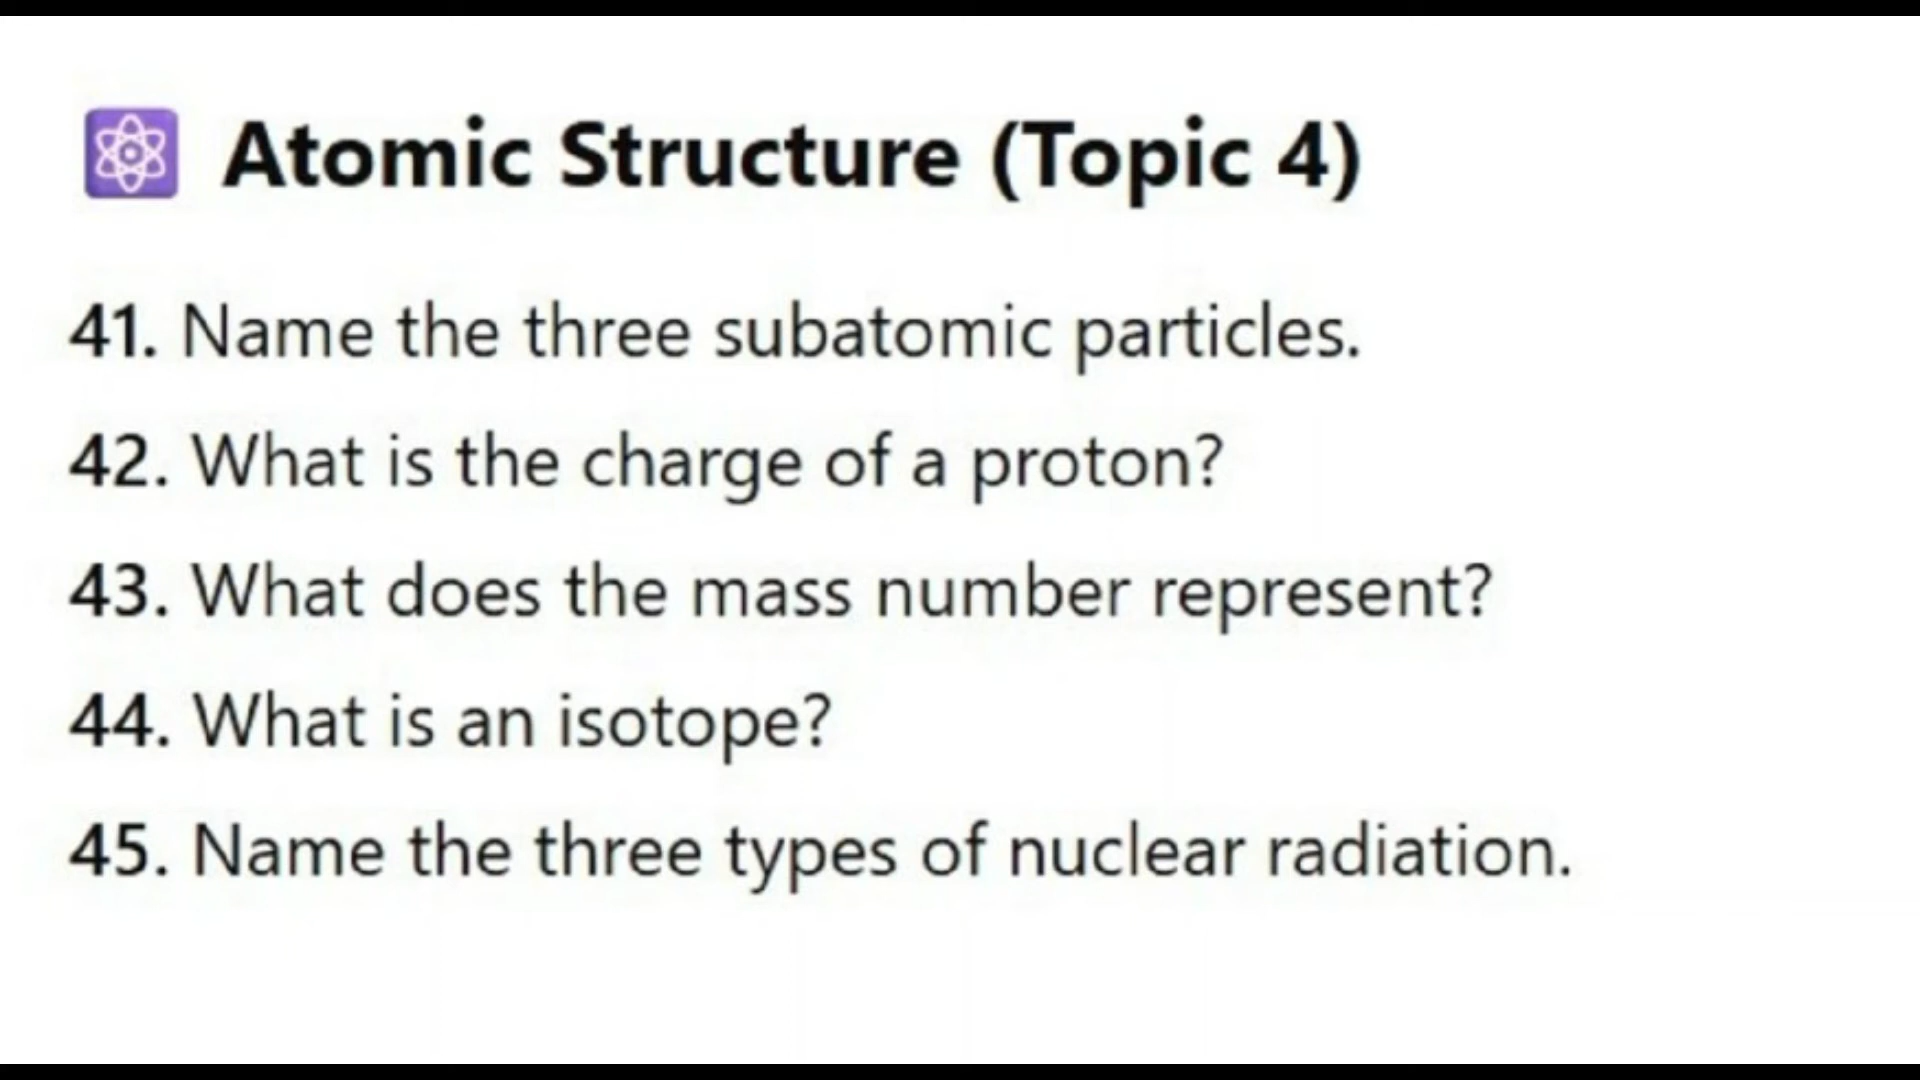 Atomic Structure (Topic 4)
41. Name the three subatomic particles.
42. What is the charge of a proton?
43. What does the mass number represent?
44. What is an isotope?
45. Name the three types of nuclear radiation.